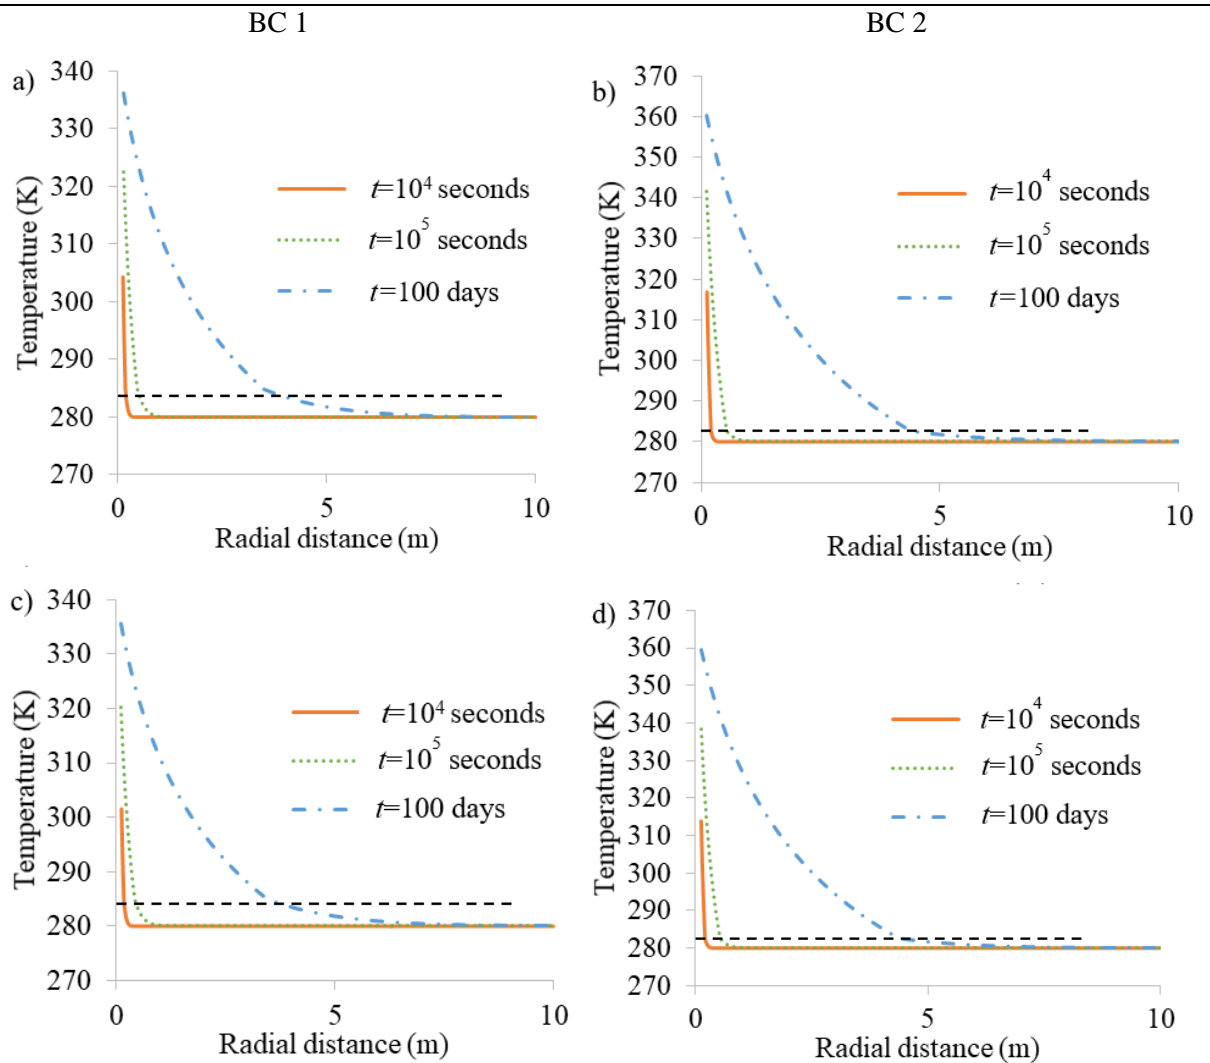 BC 1
BC 2
a)
340
330
320
310
300
290
280
270
Temperature (K)
t=10⁴ seconds
t=10⁵ seconds
t=100 days
0
5
10
Radial distance (m)
b)
370
360
350
340
330
320
310
300
290
280
270
Temperature (K)
t=10⁴ seconds
t=10⁵ seconds
t=100 days
0
5
10
Radial distance (m)
c)
340
330
320
310
300
290
280
270
Temperature (K)
t=10⁴ seconds
t=10⁵ seconds
t=100 days
0
5
10
Radial distance (m)
d)
370
360
350
340
330
320
310
300
290
280
270
Temperature (K)
t=10⁴ seconds
t=10⁵ seconds
t=100 days
0
5
10
Radial distance (m)